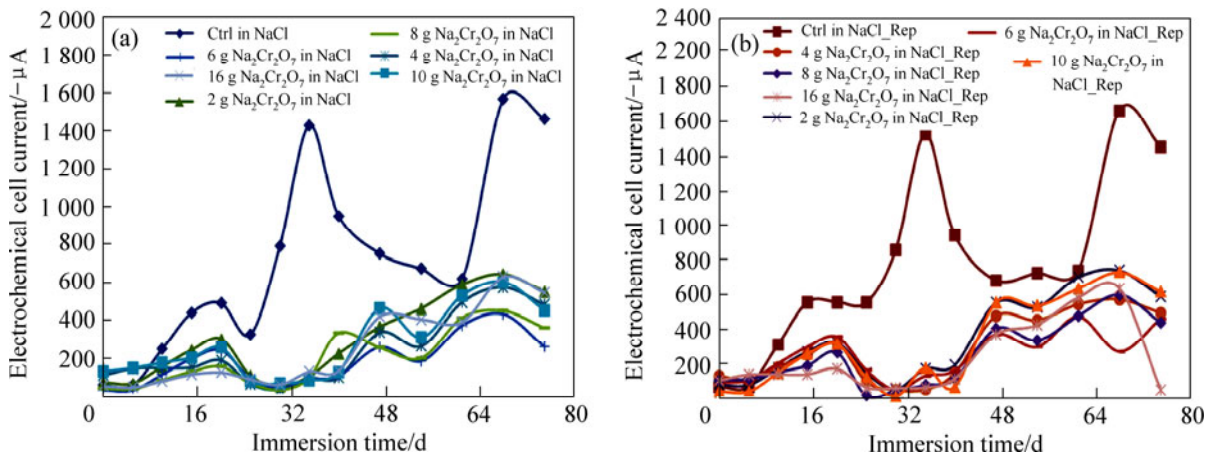 (a)
Ctrl in NaCl
6 g Na₂Cr₂O₇ in NaCl
16 g Na₂Cr₂O₇ in NaCl
2 g Na₂Cr₂O₇ in NaCl
8 g Na₂Cr₂O₇ in NaCl
4 g Na₂Cr₂O₇ in NaCl
10 g Na₂Cr₂O₇ in NaCl
Electrochemical cell current/−μA
2 000
1 800
1 600
1 400
1 200
1 000
800
600
400
200
0
16
32
48
64
80
Immersion time/d
(b)
Ctrl in NaCl_Rep
4 g Na₂Cr₂O₇ in NaCl_Rep
8 g Na₂Cr₂O₇ in NaCl_Rep
16 g Na₂Cr₂O₇ in NaCl_Rep
2 g Na₂Cr₂O₇ in NaCl_Rep
6 g Na₂Cr₂O₇ in NaCl_Rep
10 g Na₂Cr₂O₇ in
NaCl_Rep
Electrochemical cell current/−μA
2 400
2 200
2 000
1 800
1 600
1 400
1 200
1 000
800
600
400
200
0
16
32
48
64
80
Immersion time/d